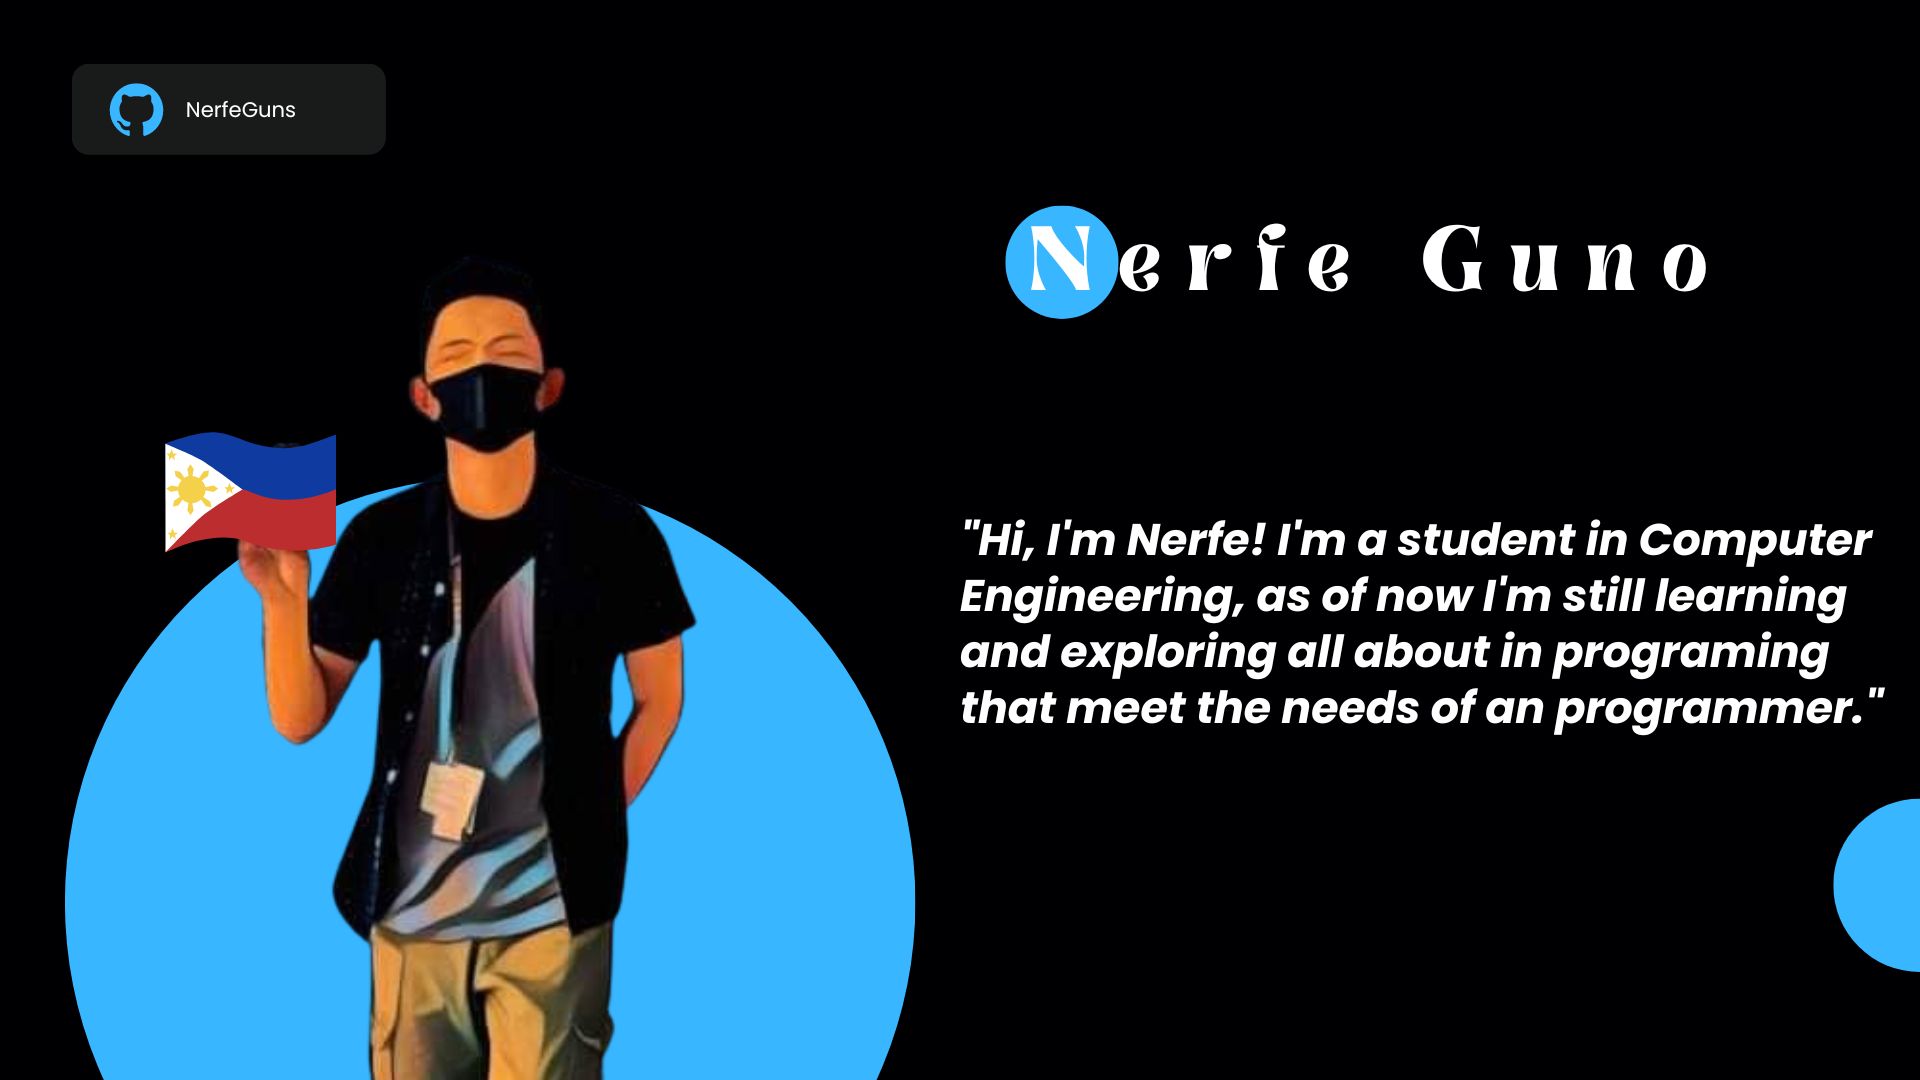 NerfeGuns
Nerfe Guno
"Hi, I'm Nerfe! I'm a student in Computer
Engineering, as of now I'm still learning
and exploring all about in programing
that meet the needs of an programmer."